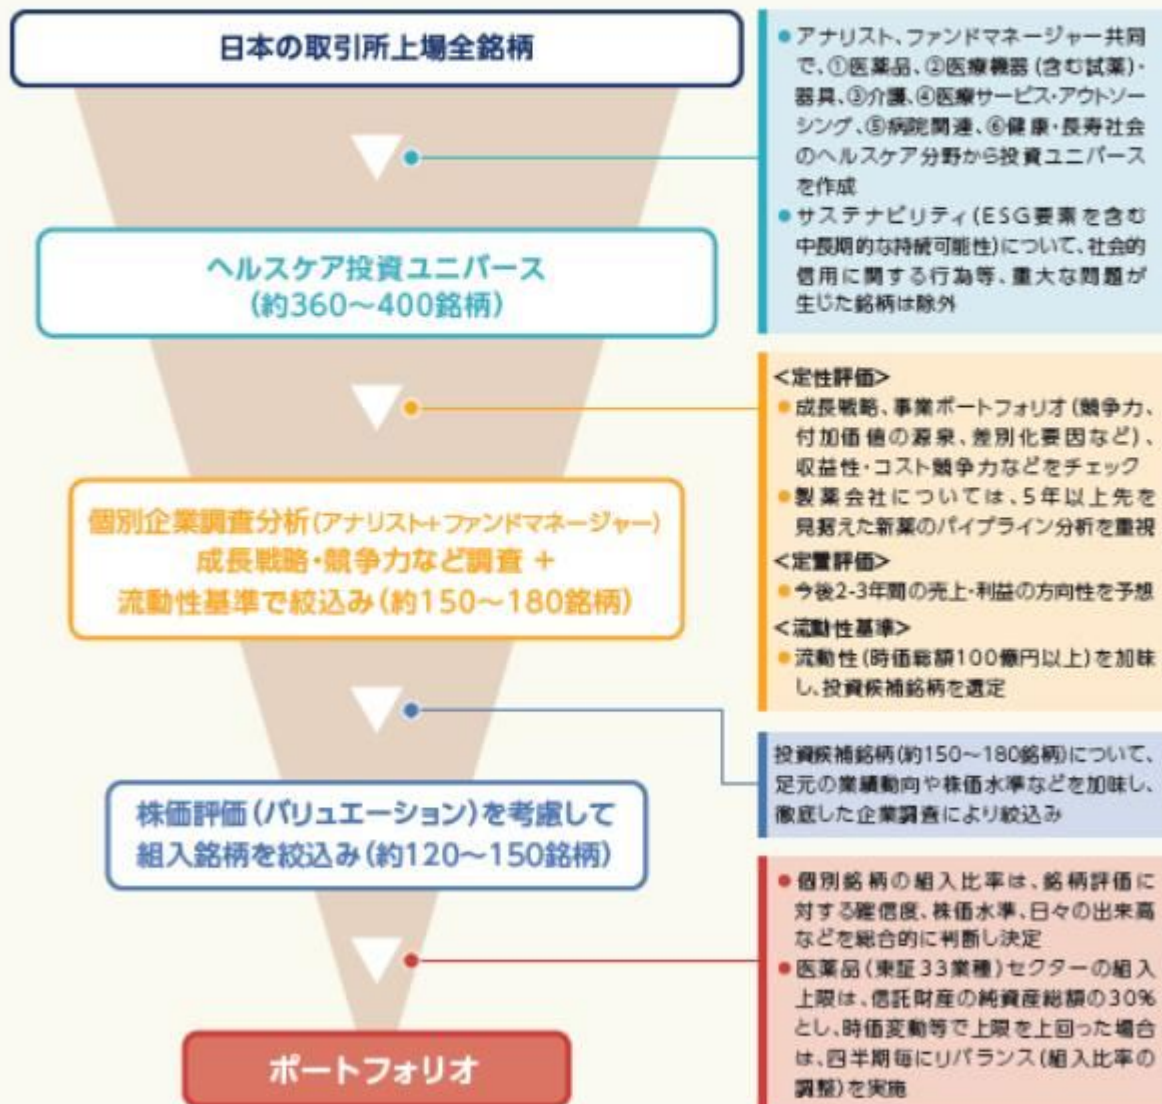 日本の取引所上場全銘柄
● アナリスト、ファンドマネージャー共同
で、①医薬品、②医療機器(含む試薬)・
器具、③介護、④医療サービス・アウトソー
シング、⑤病院関連、⑥健康・長寿社会
のヘルスケア分野から投資ユニバース
を作成
● サステナビリティ(ESG要素を含む
中長期的な持続可能性)について、社会的
信用に関する行為等、重大な問題が
生じた銘柄は除外
ヘルスケア投資ユニバース
(約360～400銘柄)
<定性評価>
● 成長戦略、事業ポートフォリオ(競争力、
付加価値の源泉、差別化要因など)、
収益性・コスト競争力などをチェック
● 製薬会社については、5年以上先を
見据えた新薬のパイプライン分析を重視
<定量評価>
● 今後2-3年間の売上・利益の方向性を予想
<流動性基準>
● 流動性(時価総額100億円以上)を加味
し、投資候補銘柄を選定
個別企業調査分析(アナリスト+ファンドマネージャー)
成長戦略・競争力など調査 +
流動性基準で絞込み(約150～180銘柄)
投資候補銘柄(約150～180銘柄)について、
足元の業績動向や株価水準などを加味し、
徹底した企業調査により絞込み
株価評価(バリュエーション)を考慮して
組入銘柄を絞込み(約120～150銘柄)
● 個別銘柄の組入比率は、銘柄評価に
対する確信度、株価水準、日々の出来高
などを総合的に判断し決定
● 医薬品(東証33業種)セクターの組入
上限は、信託財産の純資産総額の30%
とし、時価変動等で上限を上回った場合
は、四半期毎にリバランス(組入比率の
調整)を実施
ポートフォリオ